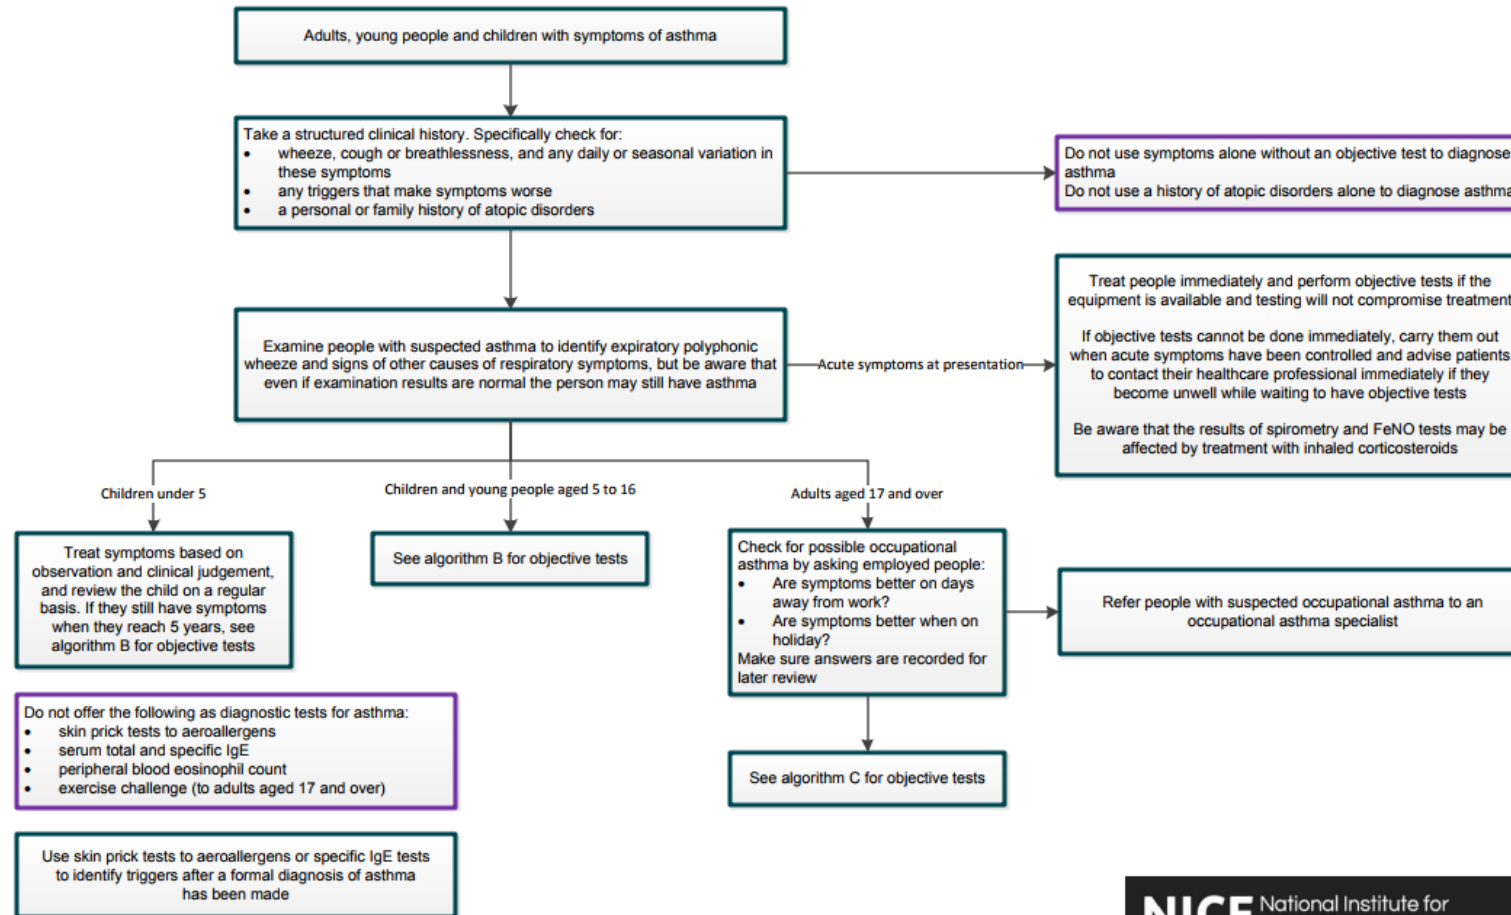 Adults, young people and children with symptoms of asthma
Take a structured clinical history. Specifically check for:
• wheeze, cough or breathlessness, and any daily or seasonal variation in
these symptoms
• any triggers that make symptoms worse
• a personal or family history of atopic disorders
Do not use symptoms alone without an objective test to diagnose
asthma
Do not use a history of atopic disorders alone to diagnose asthma
Examine people with suspected asthma to identify expiratory polyphonic
wheeze and signs of other causes of respiratory symptoms, but be aware that
even if examination results are normal the person may still have asthma
Acute symptoms at presentation
Treat people immediately and perform objective tests if the
equipment is available and testing will not compromise treatment
If objective tests cannot be done immediately, carry them out
when acute symptoms have been controlled and advise patients
to contact their healthcare professional immediately if they
become unwell while waiting to have objective tests
Be aware that the results of spirometry and FeNO tests may be
affected by treatment with inhaled corticosteroids
Children under 5
Children and young people aged 5 to 16
Adults aged 17 and over
Treat symptoms based on
observation and clinical judgement,
and review the child on a regular
basis. If they still have symptoms
when they reach 5 years, see
algorithm B for objective tests
See algorithm B for objective tests
Check for possible occupational
asthma by asking employed people:
• Are symptoms better on days
away from work?
• Are symptoms better when on
holiday?
Make sure answers are recorded for
later review
Refer people with suspected occupational asthma to an
occupational asthma specialist
Do not offer the following as diagnostic tests for asthma:
• skin prick tests to aeroallergens
• serum total and specific IgE
• peripheral blood eosinophil count
• exercise challenge (to adults aged 17 and over)
See algorithm C for objective tests
Use skin prick tests to aeroallergens or specific IgE tests
to identify triggers after a formal diagnosis of asthma
has been made
NICE National Institute for